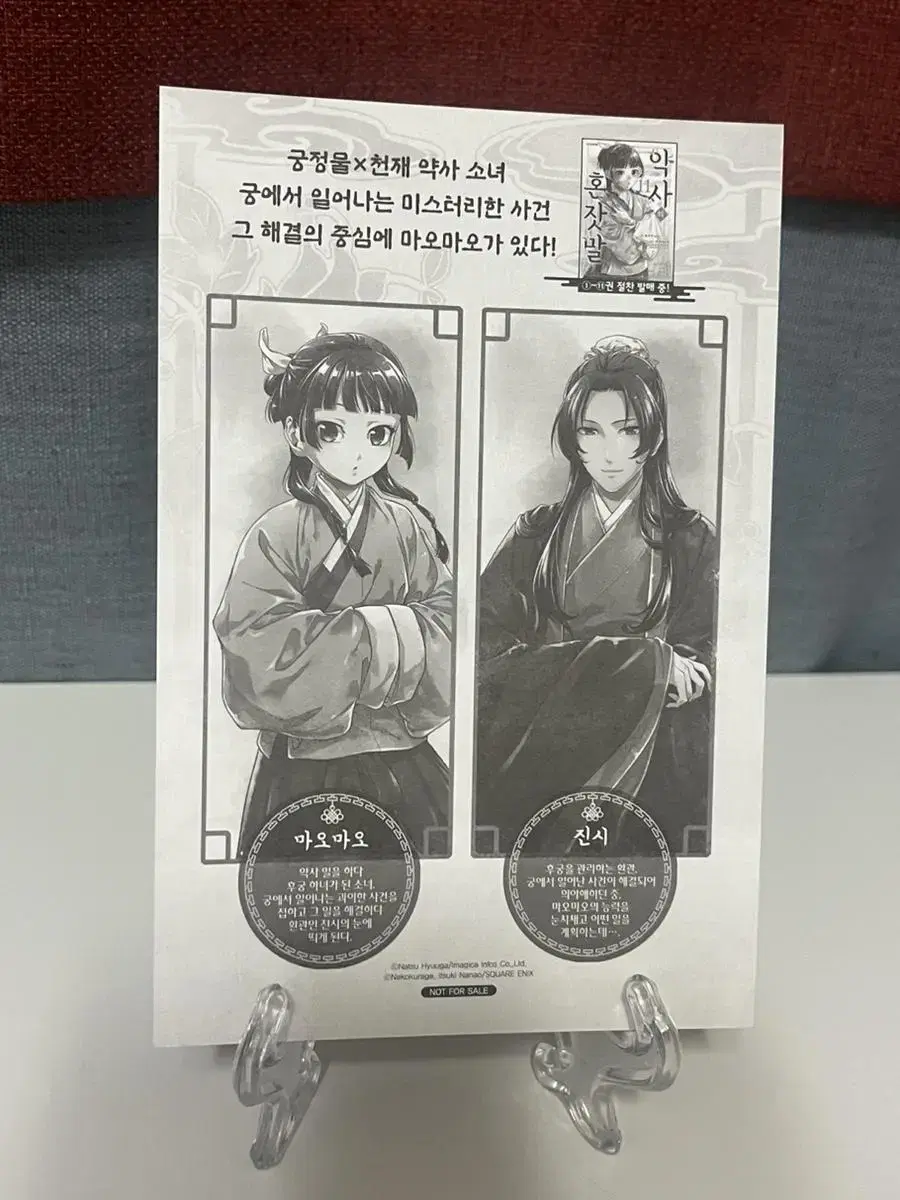 궁정물×천재 약사 소녀
궁에서 일어나는 미스터리한 사건
그 해결의 중심에 마오마오가 있다!
약사의
혼잣말
①~⑪권 절찬 발매 중!
마오마오
약사 일을 하다
후궁 하녀가 된 소녀.
궁에서 일어나는 괴이한 사건을
접하고 그 일을 해결하다
환관인 진시의 눈에
띄게 된다.
진시
후궁을 관리하는 환관.
궁에서 일어난 사건이 해결되어
의아해하던 중,
마오마오의 능력을
눈치채고 어떤 일을
계획하는데….
ⓒNatsu Hyuuga/Imagica Infos Co.,Ltd.
ⓒNekokurage, Itsuki Nanao/SQUARE ENIX
NOT FOR SALE